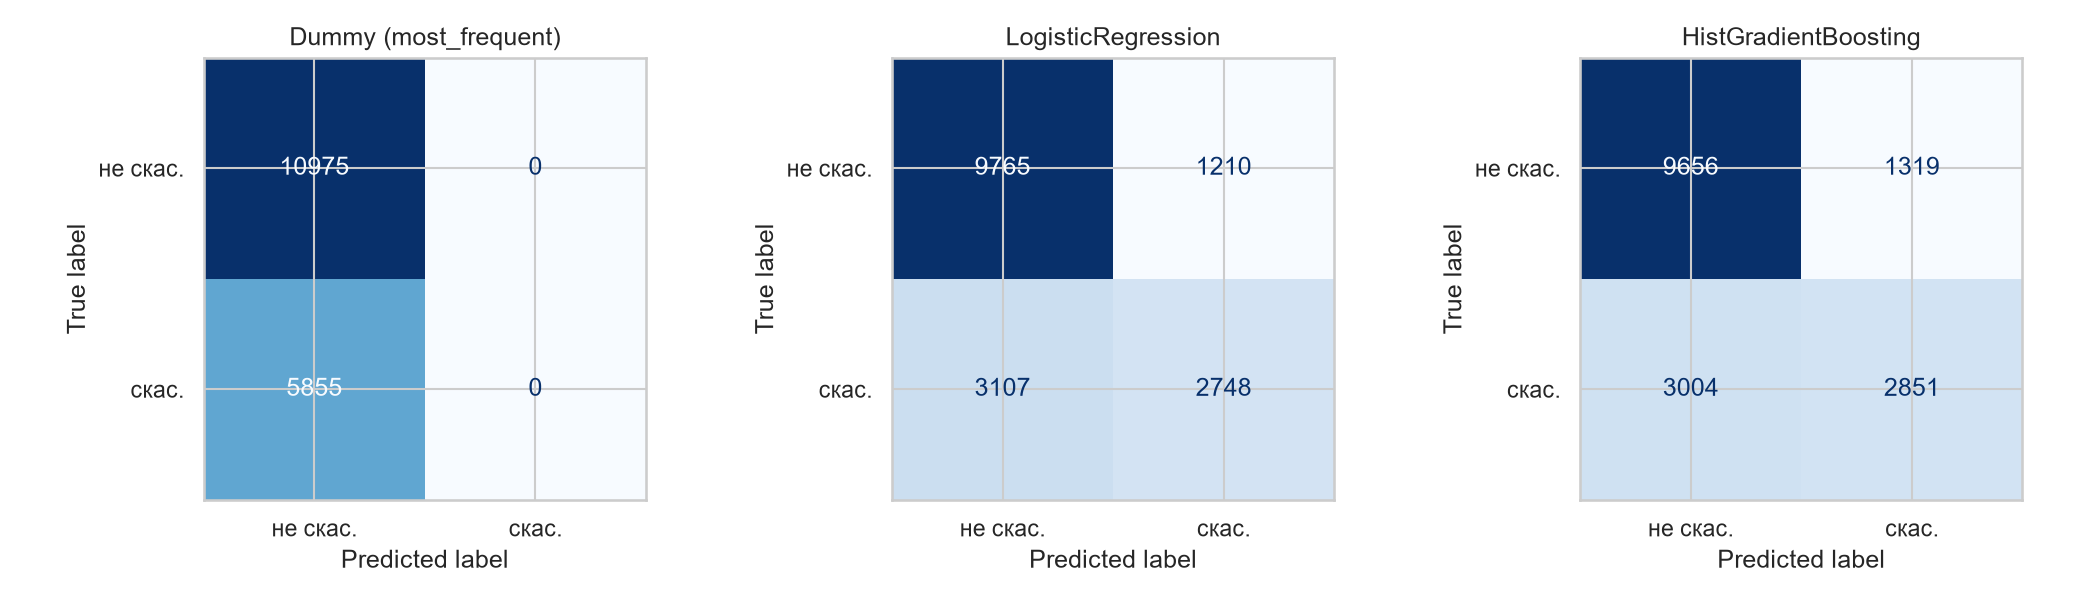 Dummy (most_frequent)
True label
не скас.
10975
0
скас.
5855
0
не скас.
скас.
Predicted label
LogisticRegression
True label
не скас.
9765
1210
скас.
3107
2748
не скас.
скас.
Predicted label
HistGradientBoosting
True label
не скас.
9656
1319
скас.
3004
2851
не скас.
скас.
Predicted label